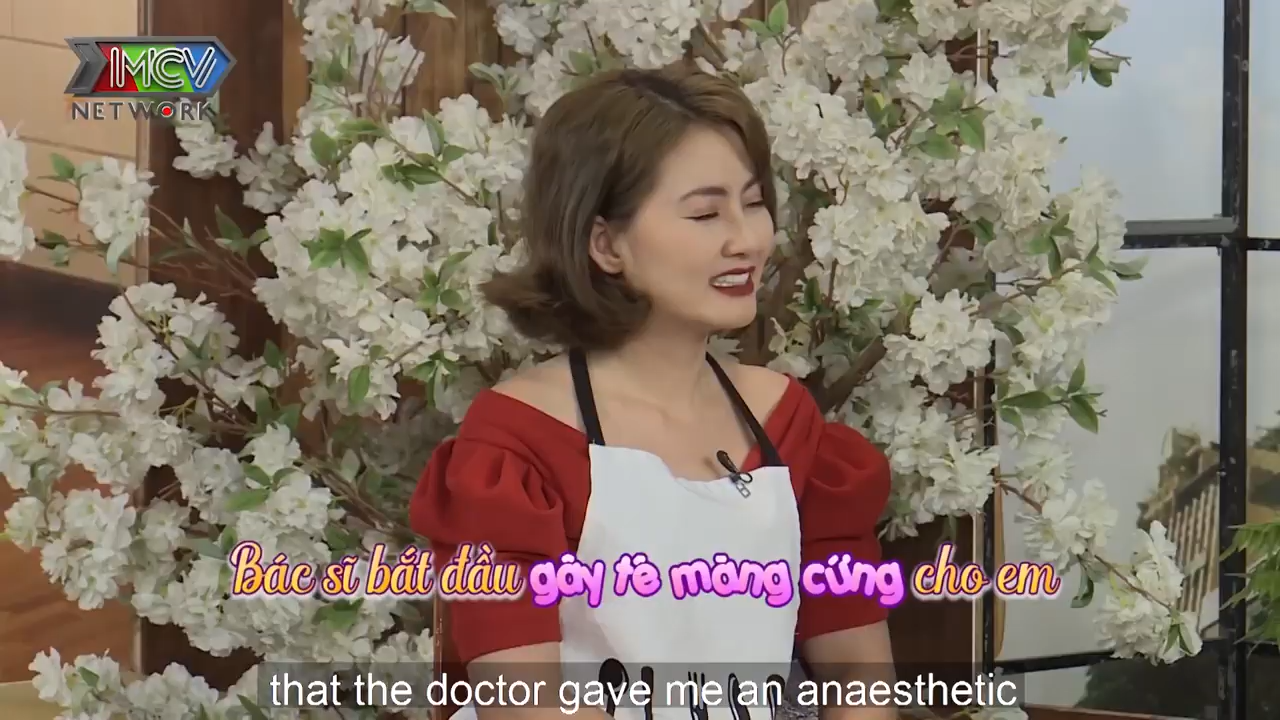 MCV
NETWORK
Bác sĩ bắt đầu gây tê màng cứng cho em
that the doctor gave me an anaesthetic